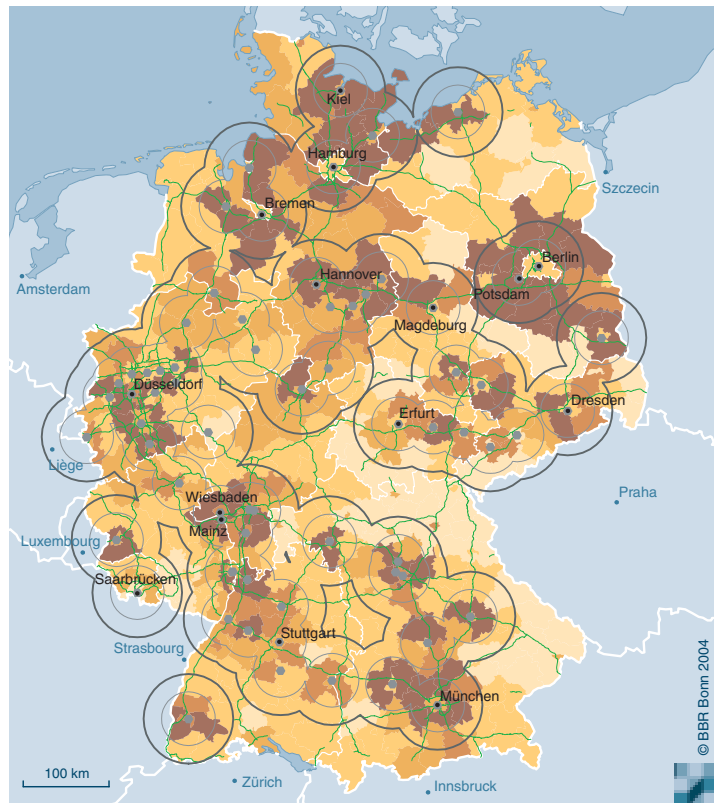 Kiel
Hamburg
Szczecin
Bremen
Berlin
Hannover
Amsterdam
Potsdam
Magdeburg
Düsseldorf
Dresden
Erfurt
Liège
Wiesbaden
Praha
Mainz
Luxembourg
Saarbrücken
Stuttgart
Strasbourg
München
100 km
Zürich
Innsbruck
© BBR Bonn 2004